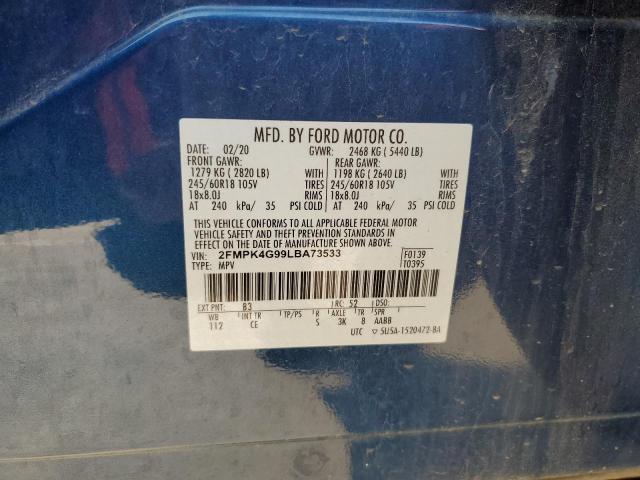 MFD. BY FORD MOTOR CO.
DATE: 02/20 GVWR: 2468 KG ( 5440 LB)
FRONT GAWR: REAR GAWR:
1279 KG ( 2820 LB) WITH 1198 KG ( 2640 LB) WITH
245/60R18 105V TIRES 245/60R18 105V TIRES
18x8.0J RIMS 18x8.0J RIMS
AT 240 kPa/ 35 PSI COLD AT 240 kPa/ 35 PSI COLD
THIS VEHICLE CONFORMS TO ALL APPLICABLE FEDERAL MOTOR
VEHICLE SAFETY AND THEFT PREVENTION STANDARDS IN
EFFECT ON THE DATE OF MANUFACTURE SHOWN ABOVE.
VIN: 2FMPK4G99LBA73533 F0139
TYPE: MPV T0395
EXT PNT: B3 RC: 52 DSO:
WB INT TR TP/PS R AXLE TR SPR
112 CE S 3K 8 AABB
UTC 5U5A-1520472-BA